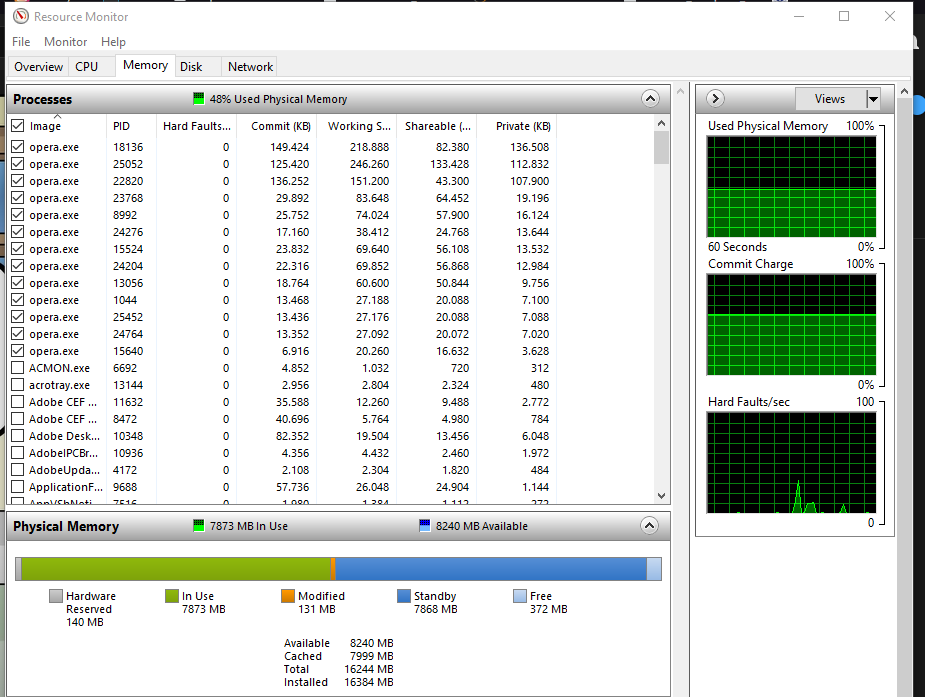 Resource Monitor
File Monitor Help
Overview CPU Memory Disk Network
Processes 48% Used Physical Memory
Image PID Hard Faults... Commit (KB) Working S... Shareable (... Private (KB)
opera.exe 18136 0 149.424 218.888 82.380 136.508
opera.exe 25052 0 125.420 246.260 133.428 112.832
opera.exe 22820 0 136.252 151.200 43.300 107.900
opera.exe 23768 0 29.892 83.648 64.452 19.196
opera.exe 8992 0 25.752 74.024 57.900 16.124
opera.exe 24276 0 17.160 38.412 24.768 13.644
opera.exe 15524 0 23.832 69.640 56.108 13.532
opera.exe 24204 0 22.316 69.852 56.868 12.984
opera.exe 13056 0 18.764 60.600 50.844 9.756
opera.exe 1044 0 13.468 27.188 20.088 7.100
opera.exe 25452 0 13.436 27.176 20.088 7.088
opera.exe 24764 0 13.352 27.092 20.072 7.020
opera.exe 15640 0 6.916 20.260 16.632 3.628
ACMON.exe 6692 0 4.852 1.032 720 312
acrotray.exe 13144 0 2.956 2.804 2.324 480
Adobe CEF ... 11632 0 35.588 12.260 9.488 2.772
Adobe CEF ... 8472 0 40.696 5.764 4.980 784
Adobe Desk... 10348 0 82.352 19.504 13.456 6.048
AdobeIPCBr... 10936 0 4.356 4.432 2.460 1.972
AdobeUpda... 4172 0 2.108 2.304 1.820 484
ApplicationF... 9688 0 57.736 26.048 24.904 1.144
Physical Memory 7873 MB In Use 8240 MB Available
Hardware Reserved 140 MB
In Use 7873 MB
Modified 131 MB
Standby 7868 MB
Free 372 MB
Available 8240 MB
Cached 7999 MB
Total 16244 MB
Installed 16384 MB
Views
Used Physical Memory 100%
60 Seconds 0%
Commit Charge 100%
0%
Hard Faults/sec 100
0